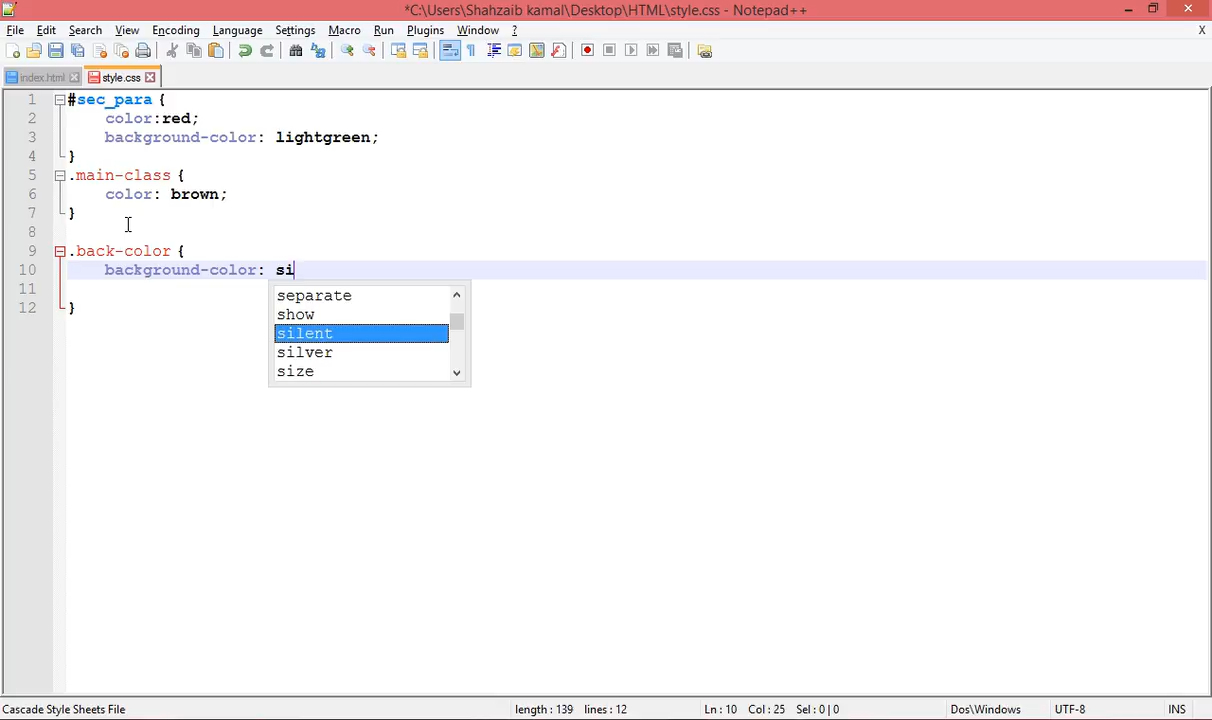 *C:\Users\Shahzaib kamal\Desktop\HTML\style.css - Notepad++
File Edit Search View Encoding Language Settings Macro Run Plugins Window ? X
index.html style.css
1 #sec_para {
2 color:red;
3 background-color: lightgreen;
4 }
5 .main-class {
6 color: brown;
7 }
8
9 .back-color {
10 background-color: si
11
12 }
separate
show
silent
silver
size
Cascade Style Sheets File length : 139 lines : 12 Ln : 10 Col : 25 Sel : 0 | 0 Dos\Windows UTF-8 INS